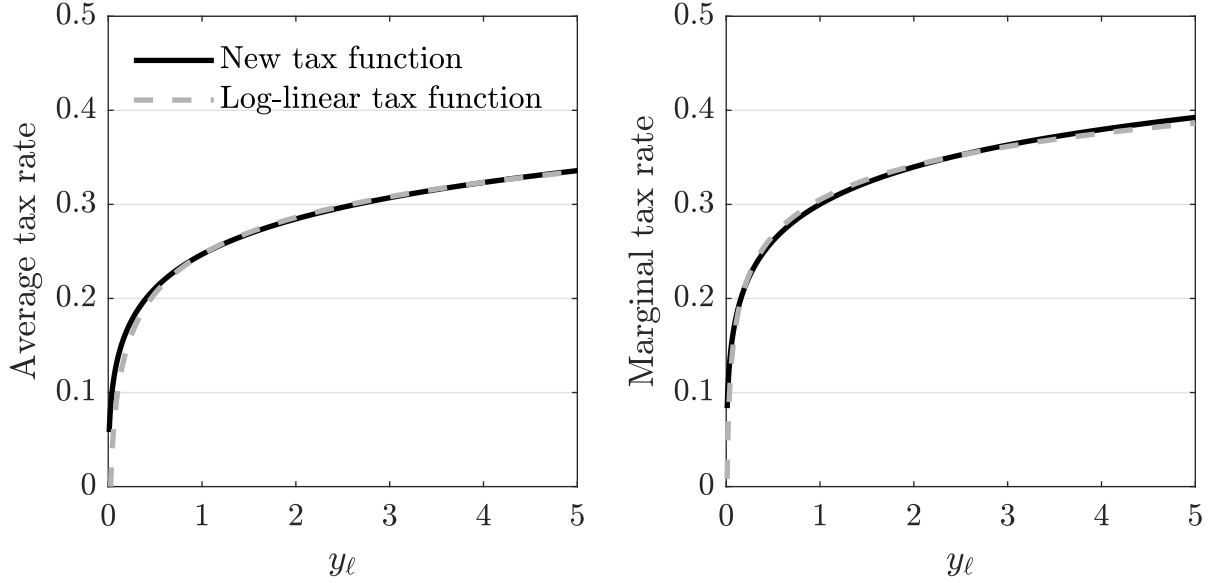 0.5
0.4
0.3
0.2
0.1
0
Average tax rate
New tax function
Log-linear tax function
0 1 2 3 4 5
yℓ
0.5
0.4
0.3
0.2
0.1
0
Marginal tax rate
0 1 2 3 4 5
yℓ